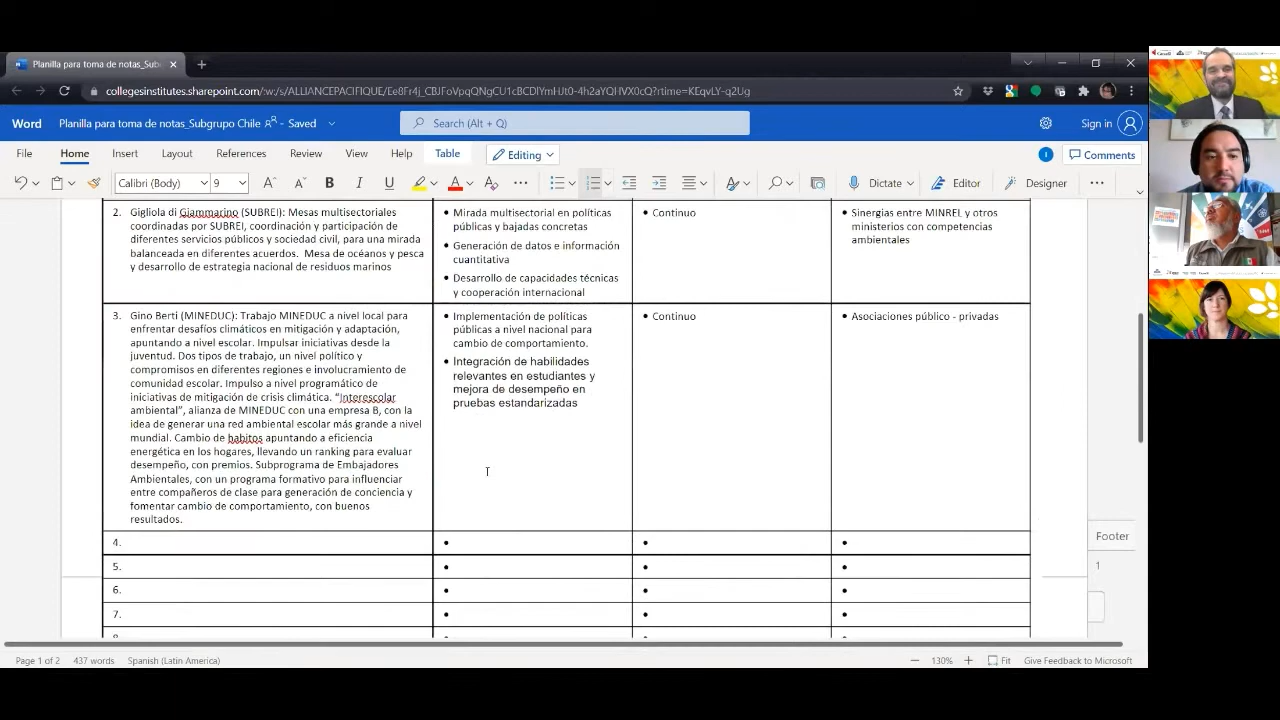 Planilla para toma de notas_Sub
collegesinstitutes.sharepoint.com/:w:/s/ALLIANCEPACIFIQUE/Ee8Fr4j_CBJFoVpqQNgCU1cBCDlYmHJt0-4h2aYQHVX0cQ?rtime=KEqvLY-q2Ug
Word
Planilla para toma de notas_Subgrupo Chile - Saved
Search (Alt + Q)
Sign in
File
Home
Insert
Layout
References
Review
View
Help
Table
Editing
Comments
Calibri (Body)
9
Dictate
Editor
Designer
2. Gigliola di Giammarino (SUBREI): Mesas multisectoriales
coordinadas por SUBREI, coordinación y participación de
diferentes servicios públicos y sociedad civil, para una mirada
balanceada en diferentes acuerdos. Mesa de océanos y pesca
y desarrollo de estrategia nacional de residuos marinos
• Mirada multisectorial en políticas
públicas y bajadas concretas
• Generación de datos e información
cuantitativa
• Desarrollo de capacidades técnicas
y cooperación internacional
• Continuo
• Sinergias entre MINREL y otros
ministerios con competencias
ambientales
3. Gino Berti (MINEDUC): Trabajo MINEDUC a nivel local para
enfrentar desafíos climáticos en mitigación y adaptación,
apuntando a nivel escolar. Impulsar iniciativas desde la
juventud. Dos tipos de trabajo, un nivel político y
compromisos en diferentes regiones e involucramiento de
comunidad escolar. Impulso a nivel programático de
iniciativas de mitigación de crisis climática. “Interescolar
ambiental”, alianza de MINEDUC con una empresa B, con la
idea de generar una red ambiental escolar más grande a nivel
mundial. Cambio de babitos apuntando a eficiencia
energética en los hogares, llevando un ranking para evaluar
desempeño, con premios. Subprograma de Embajadores
Ambientales, con un programa formativo para influenciar
entre compañeros de clase para generación de conciencia y
fomentar cambio de comportamiento, con buenos
resultados.
• Implementación de políticas
públicas a nivel nacional para
cambio de comportamiento.
• Integración de habilidades
relevantes en estudiantes y
mejora de desempeño en
pruebas estandarizadas
• Continuo
• Asociaciones público - privadas
4.
5.
6.
7.
8.
Footer
1
Page 1 of 2
437 words
Spanish (Latin America)
130%
Fit
Give Feedback to Microsoft